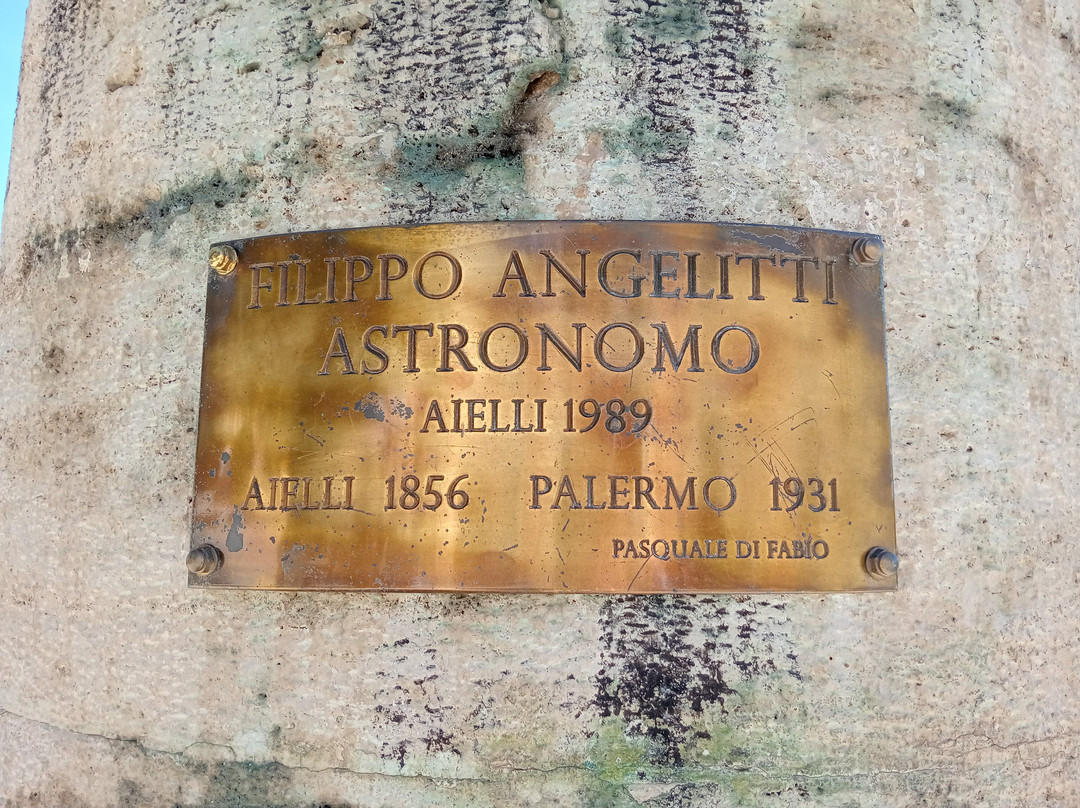 FILIPPO ANGELITTI
ASTRONOMO
AIELLI 1989
AIELLI 1856 PALERMO 1931
PASQUALE DI FABIO